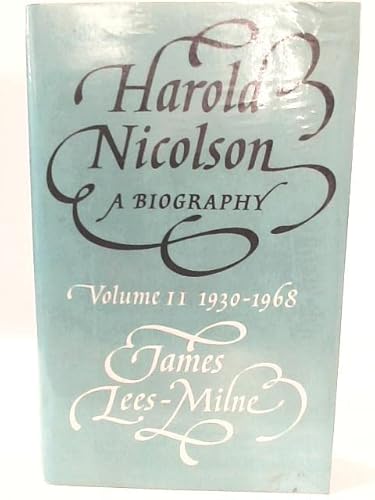 Harold
Nicolson
A BIOGRAPHY
Volume II 1930-1968
James
Lees-Milne